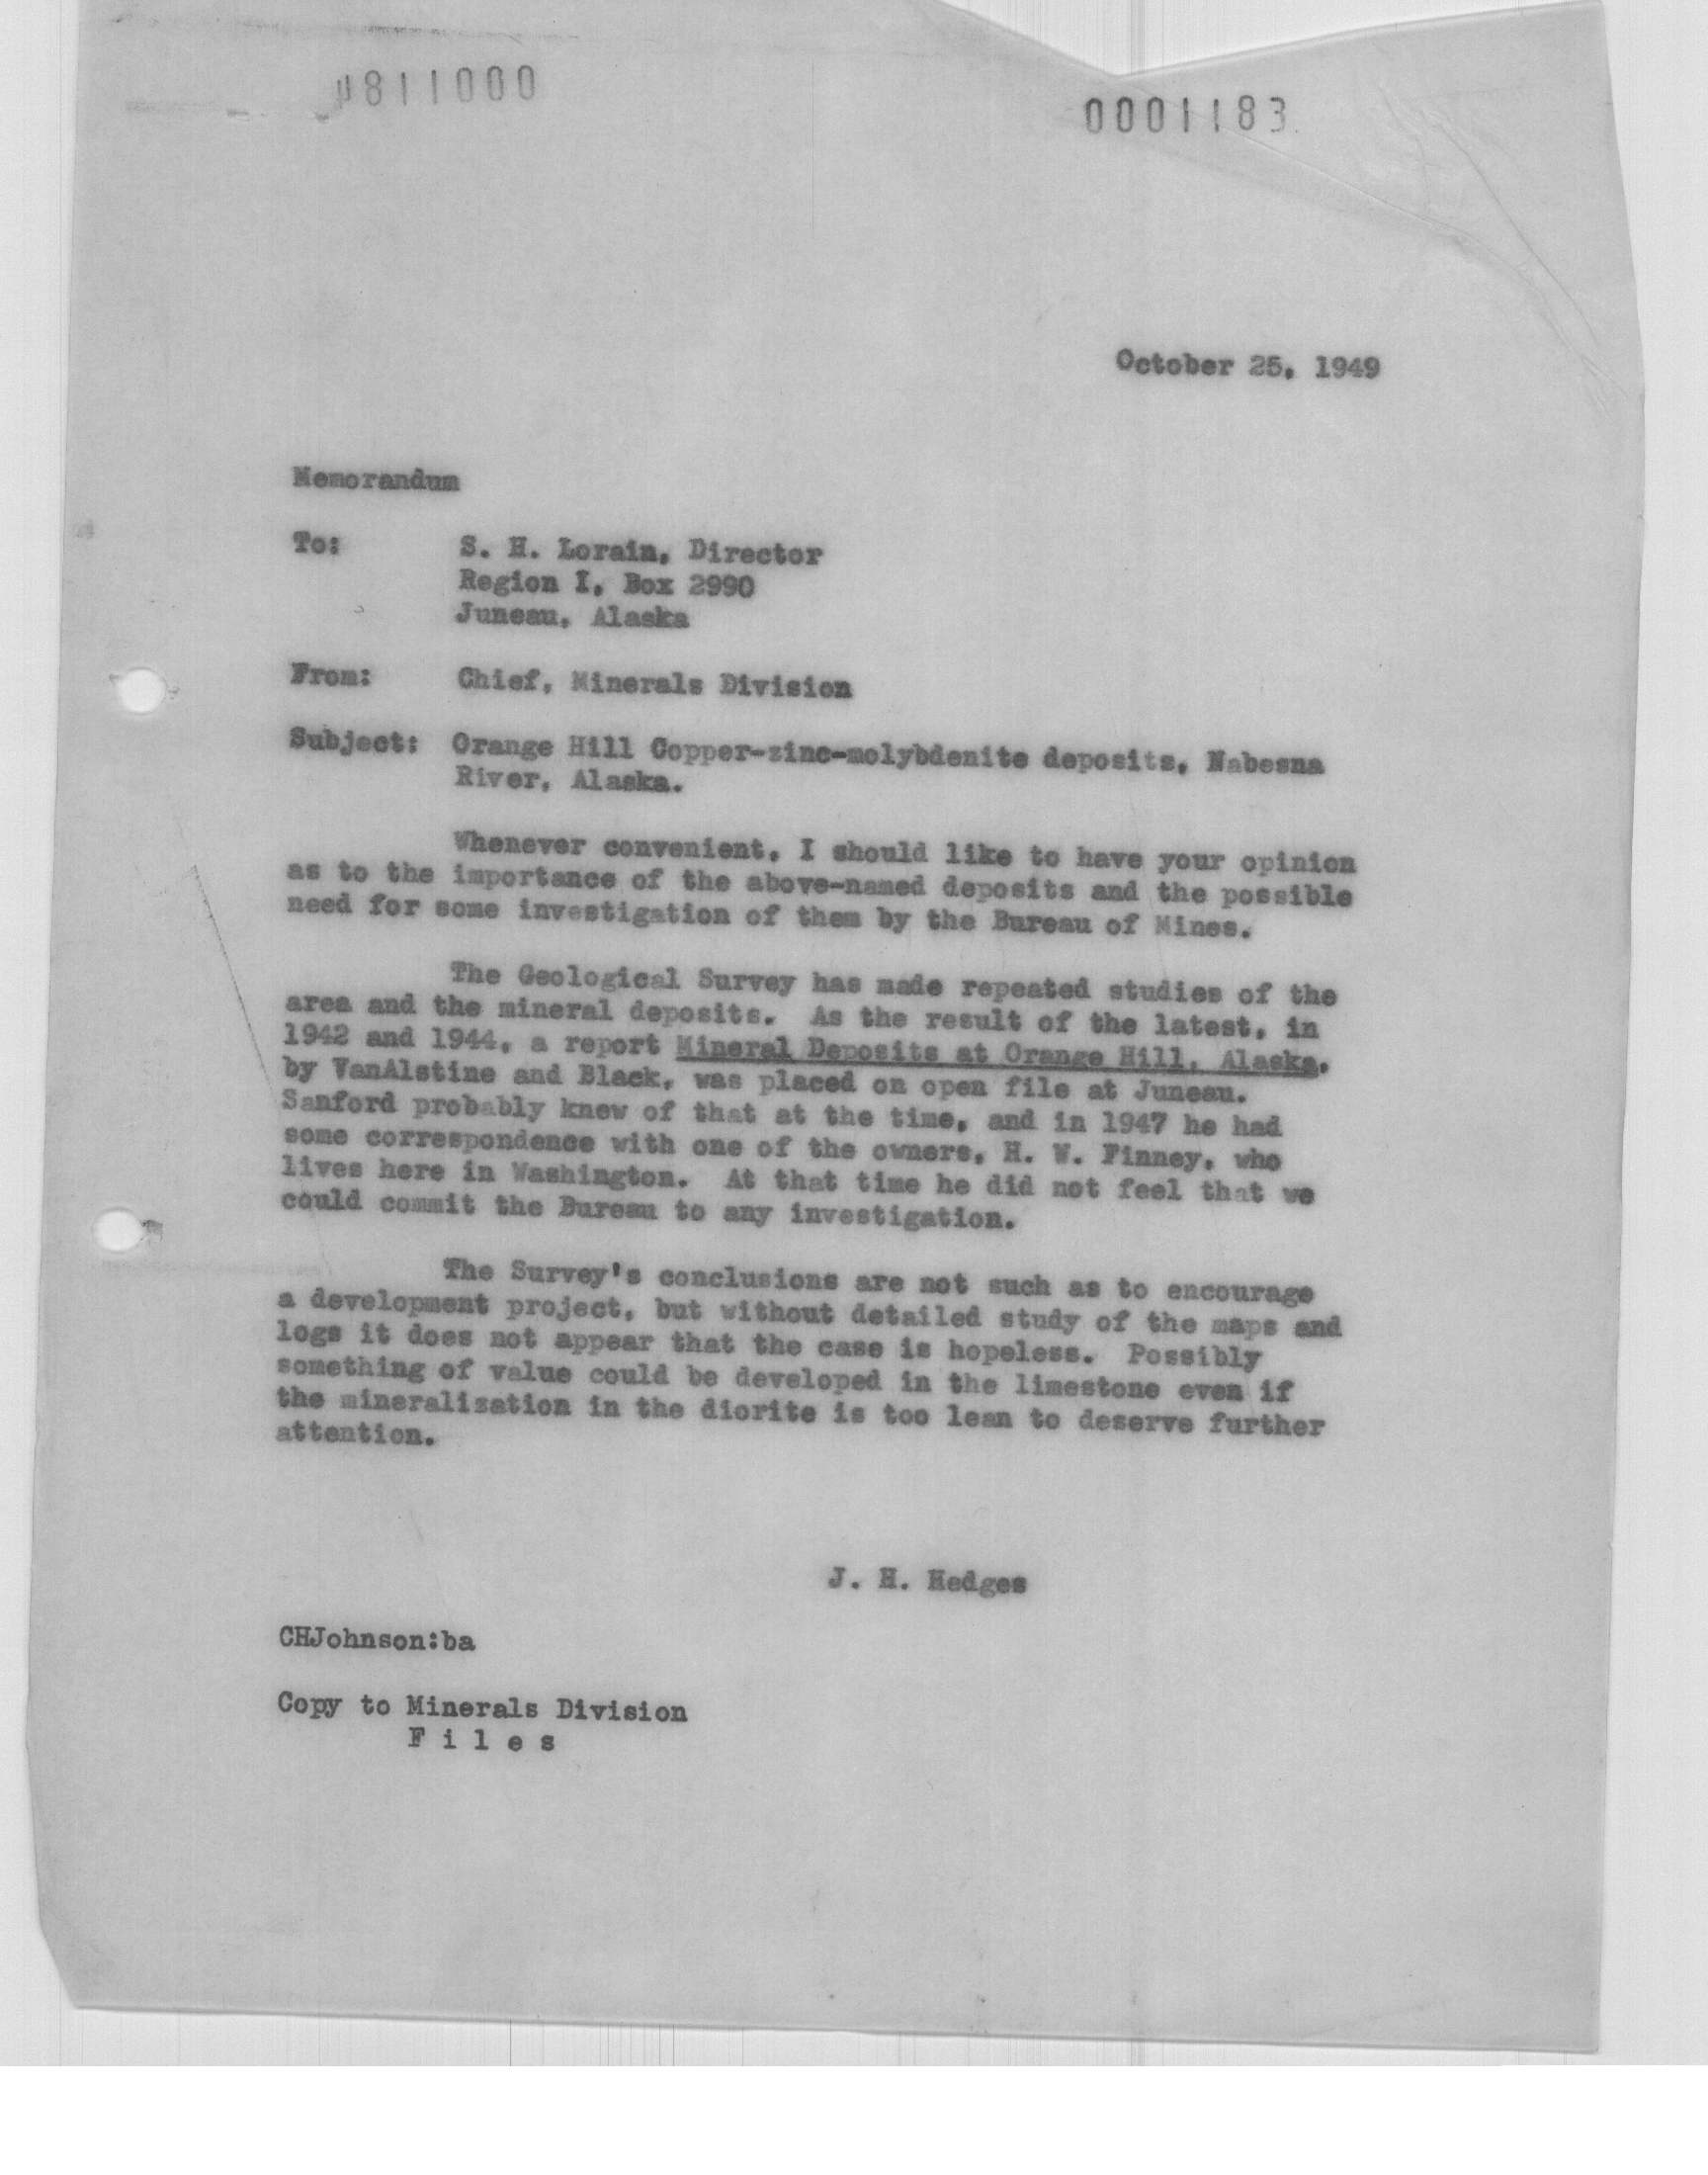 0811000
0001183
October 25, 1949
Memorandum
To: S. H. Lorain, Director
Region I, Box 2990
Juneau, Alaska
From: Chief, Minerals Division
Subject: Orange Hill Copper-zinc-molybdenite deposits, Nabesna
River, Alaska.
Whenever convenient, I should like to have your opinion
as to the importance of the above-named deposits and the possible
need for some investigation of them by the Bureau of Mines.
The Geological Survey has made repeated studies of the
area and the mineral deposits. As the result of the latest, in
1942 and 1944, a report Mineral Deposits at Orange Hill, Alaska,
by VanAlstine and Black, was placed on open file at Juneau.
Sanford probably knew of that at the time, and in 1947 he had
some correspondence with one of the owners, H. W. Finney, who
lives here in Washington. At that time he did not feel that we
could commit the Bureau to any investigation.
The Survey's conclusions are not such as to encourage
a development project, but without detailed study of the maps and
logs it does not appear that the case is hopeless. Possibly
something of value could be developed in the limestone even if
the mineralization in the diorite is too lean to deserve further
attention.
J. H. Hedges
CHJohnson:ba
Copy to Minerals Division
F i l e s